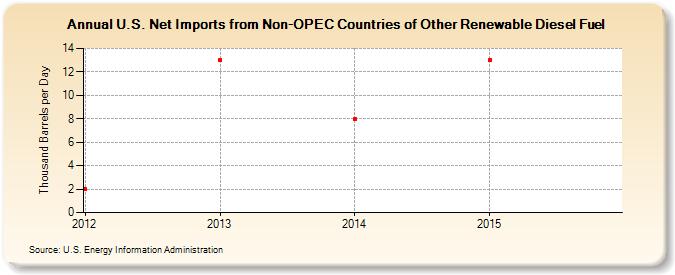 Annual U.S. Net Imports from Non-OPEC Countries of Other Renewable Diesel Fuel
Thousand Barrels per Day
14
12
10
8
6
4
2
0
2012 2013 2014 2015
Source: U.S. Energy Information Administration